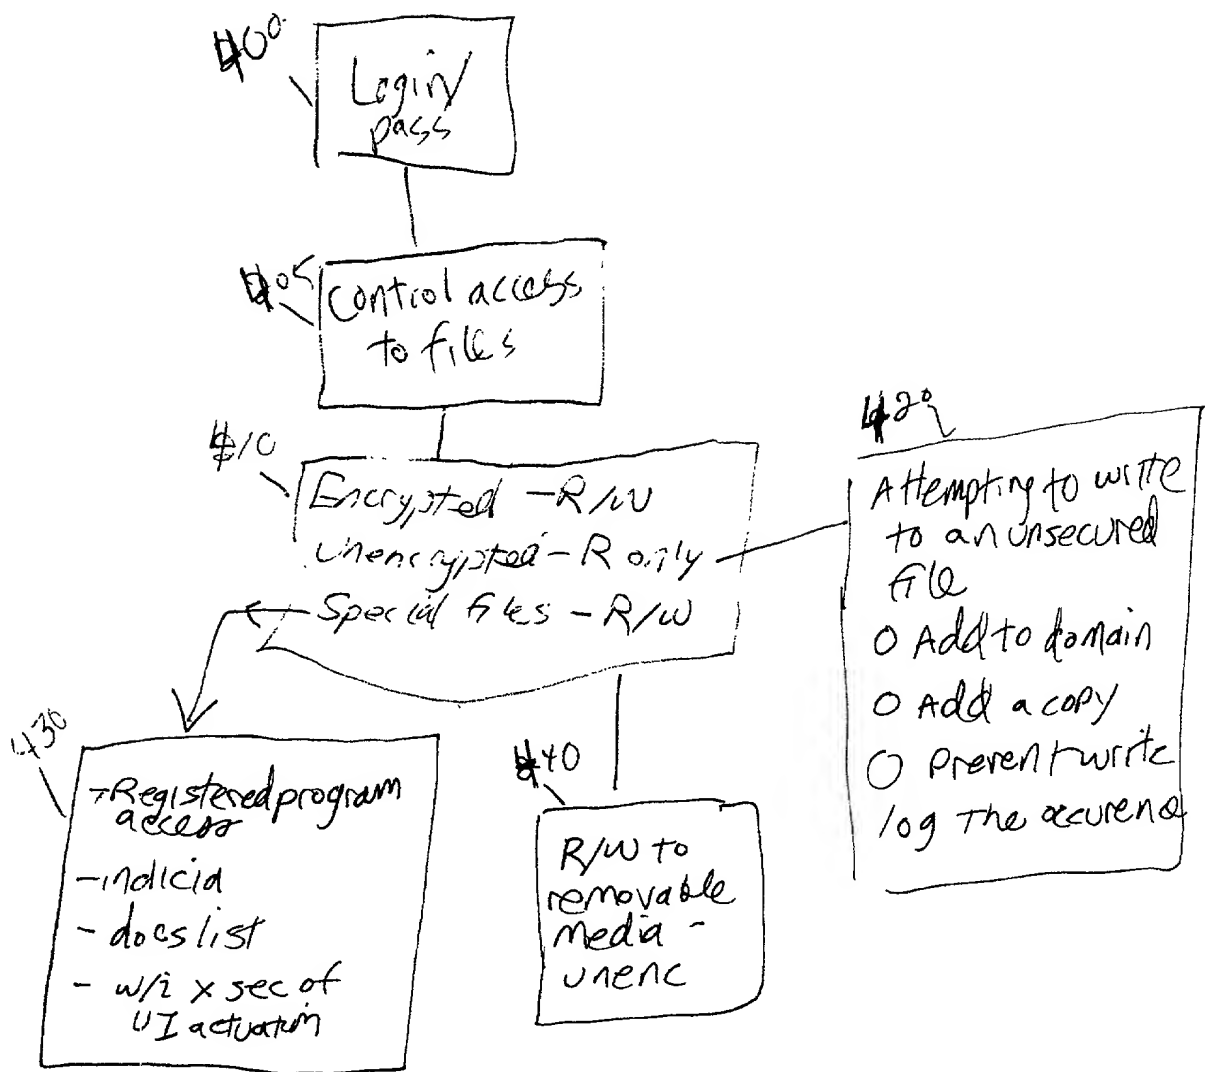 400
Login/
pass
405
Control access
to files
410
Encrypted - R/W
Unencrypted - R only
Special files - R/W
420
Attempting to write
to an unsecured
file
O Add to domain
O Add a copy
O Prevent write
log the occurence
430
- Registered program
access
- indicia
- docs list
- w/i x sec of
UI actuation
440
R/W to
removable
media -
unenc